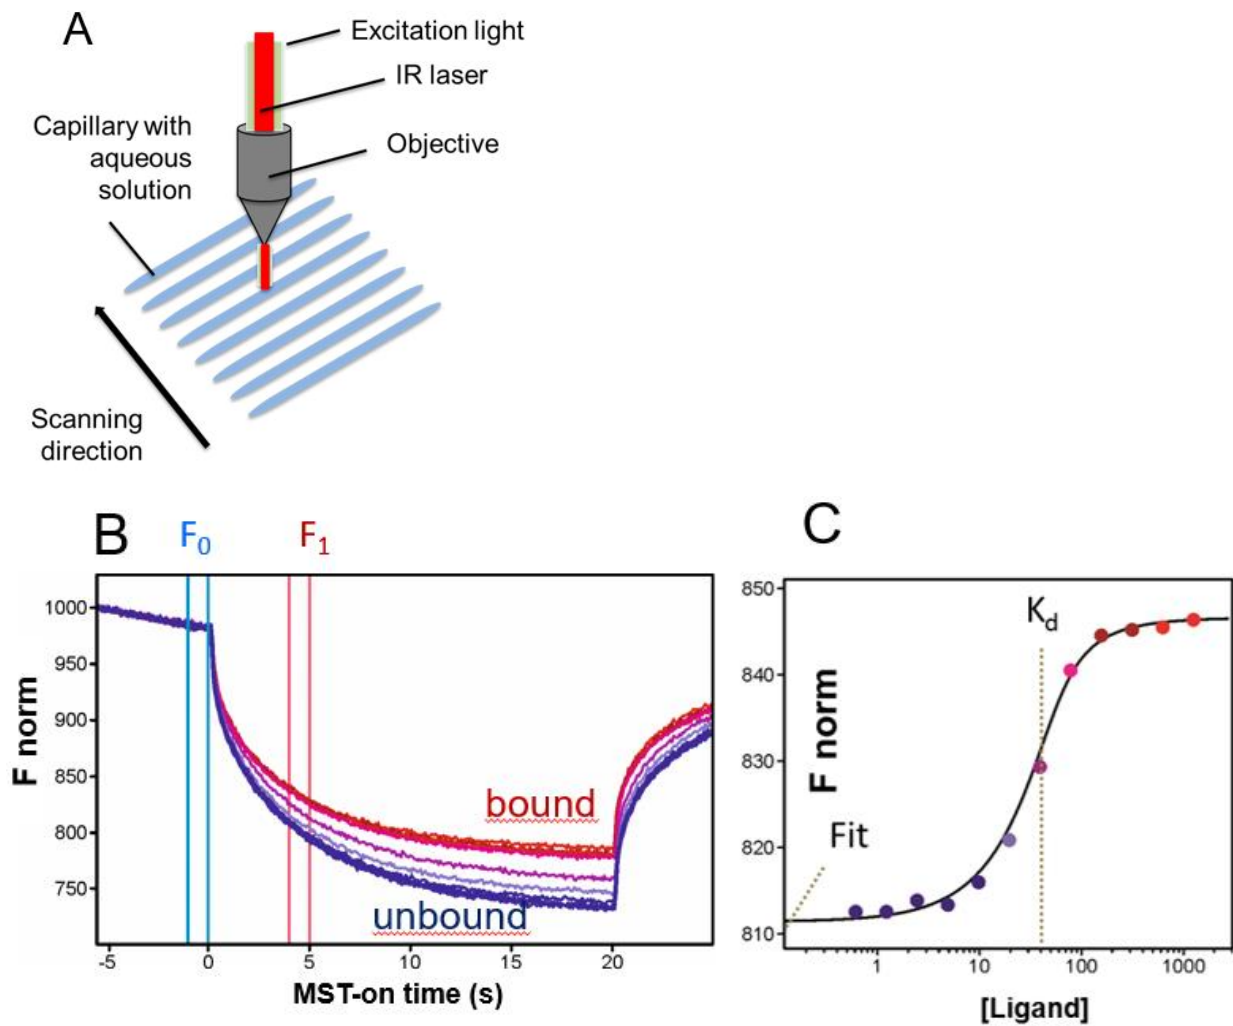 A
Excitation light
IR laser
Capillary with
aqueous
solution
Objective
Scanning
direction
B
F0
F1
F norm
1000
950
900
850
800
750
bound
unbound
-5
0
5
10
15
20
MST-on time (s)
C
F norm
850
840
830
820
810
Kd
Fit
1
10
100
1000
[Ligand]